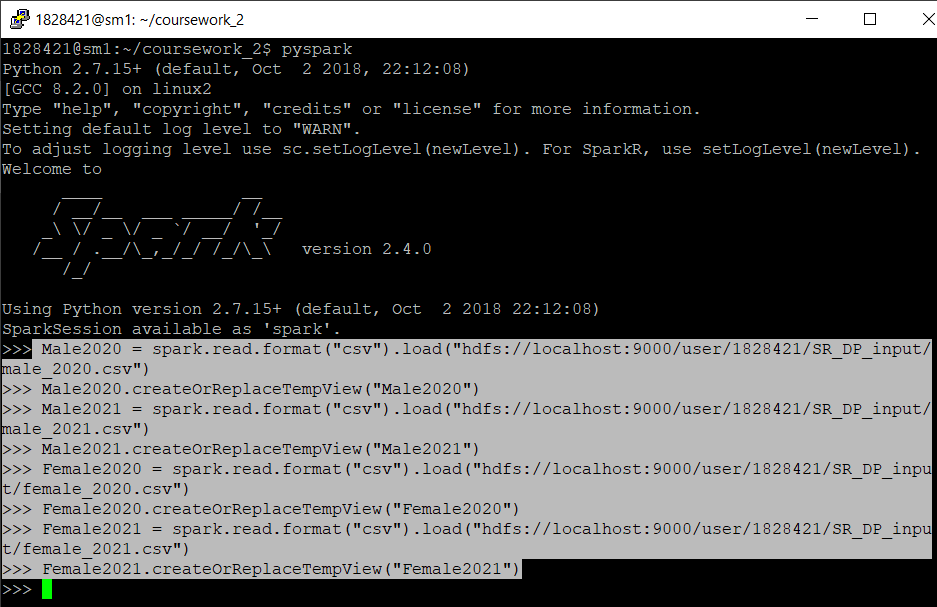 1828421@sm1: ~/coursework_2
1828421@sm1:~/coursework_2$ pyspark
Python 2.7.15+ (default, Oct  2 2018, 22:12:08)
[GCC 8.2.0] on linux2
Type "help", "copyright", "credits" or "license" for more information.
Setting default log level to "WARN".
To adjust logging level use sc.setLogLevel(newLevel). For SparkR, use setLogLevel(newLevel).
Welcome to
      ____              __
     / __/__  ___ _____/ /__
    _\ \/ _ \/ _ `/ __/  '_/
   /__ / .__/\_,_/_/ /_/\_\   version 2.4.0
      /_/
Using Python version 2.7.15+ (default, Oct  2 2018 22:12:08)
SparkSession available as 'spark'.
>>> Male2020 = spark.read.format("csv").load("hdfs://localhost:9000/user/1828421/SR_DP_input/
male_2020.csv")
>>> Male2020.createOrReplaceTempView("Male2020")
>>> Male2021 = spark.read.format("csv").load("hdfs://localhost:9000/user/1828421/SR_DP_input/
male_2021.csv")
>>> Male2021.createOrReplaceTempView("Male2021")
>>> Female2020 = spark.read.format("csv").load("hdfs://localhost:9000/user/1828421/SR_DP_inpu
t/female_2020.csv")
>>> Female2020.createOrReplaceTempView("Female2020")
>>> Female2021 = spark.read.format("csv").load("hdfs://localhost:9000/user/1828421/SR_DP_inpu
t/female_2021.csv")
>>> Female2021.createOrReplaceTempView("Female2021")
>>>